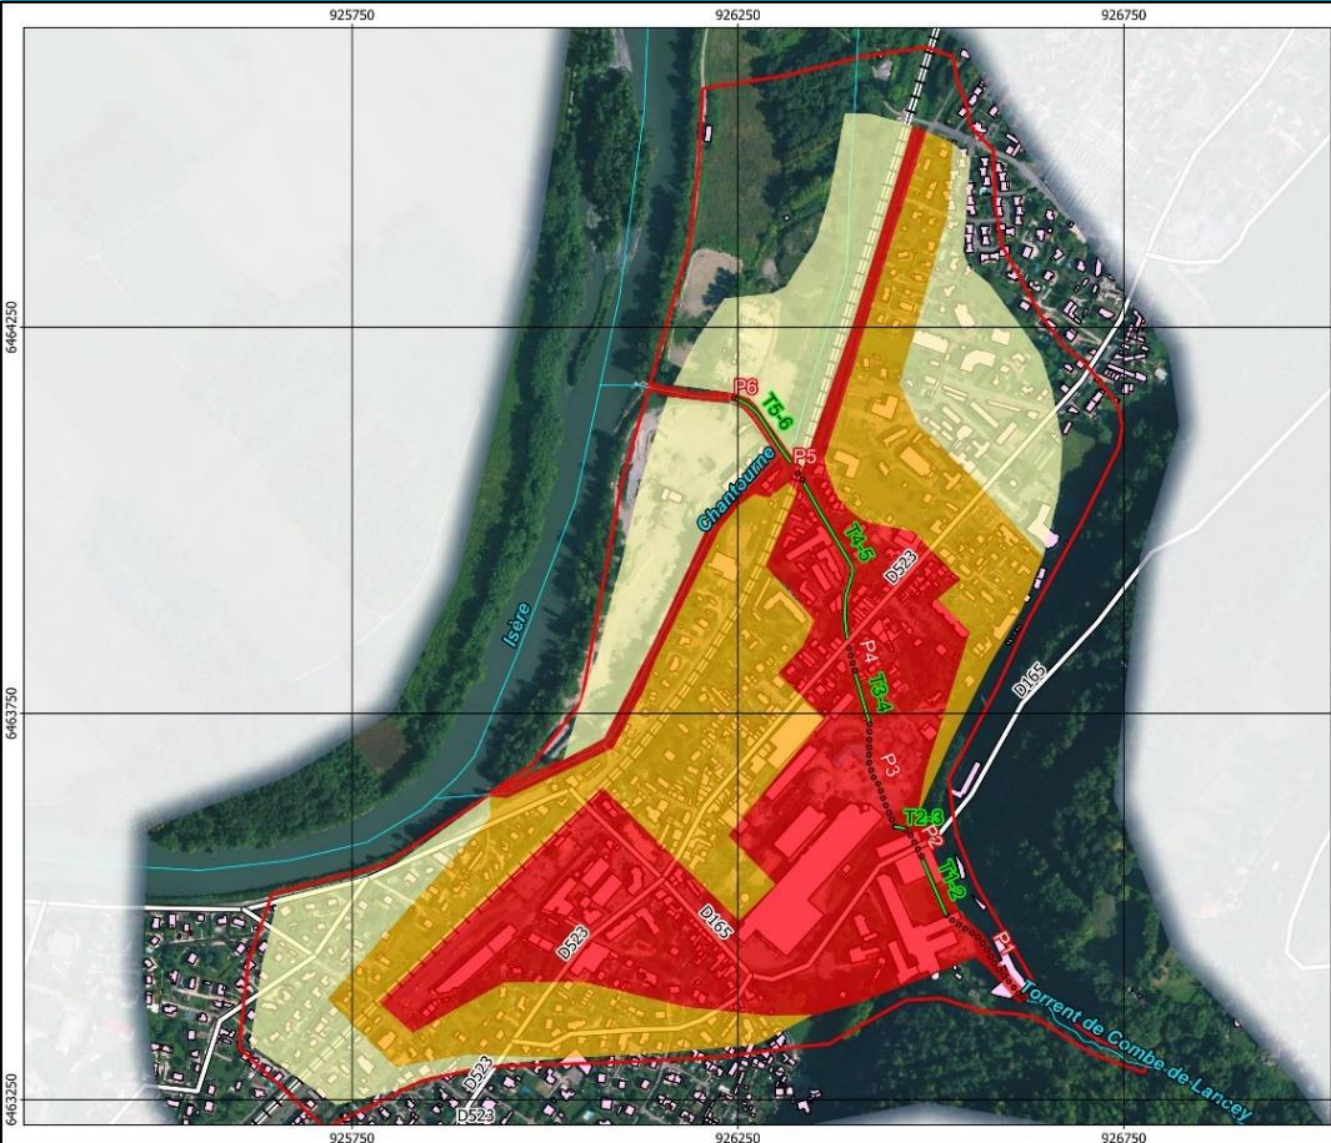 925750
926250
926750
6464250
P6
T5-6
P5
Chantourne
T4-5
D523
Isère
P4
D165
T3-4
6463750
P3
T2-3
P2
T1-2
D165
D523
P1
Torrent de Combe de Lancey
D523
6463250
D523
925750
926250
926750